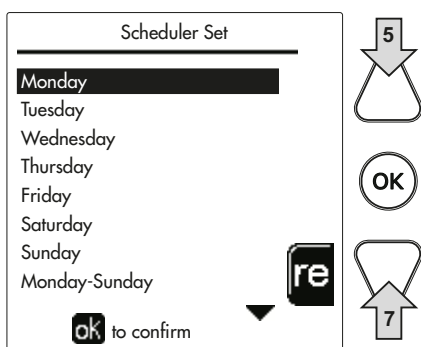 Scheduler Set
Monday
Tuesday
Wednesday
Thursday
Friday
Saturday
Sunday
Monday-Sunday
re
ok to confirm
5
OK
7